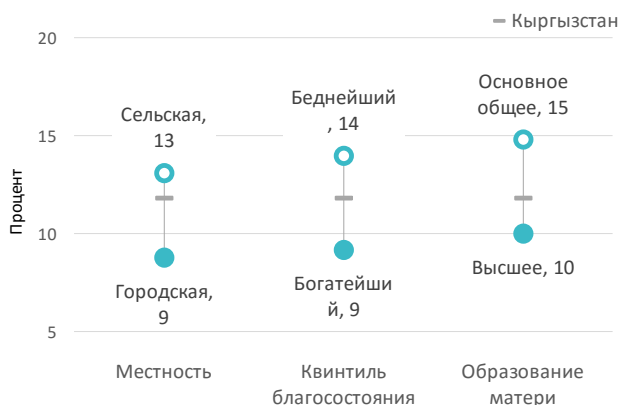 Кыргызстан
20
15
10
5
Процент
Сельская,
13
Городская,
9
Беднейший
, 14
Богатейши
й, 9
Основное
общее, 15
Высшее, 10
Местность
Квинтиль
благосостояния
Образование
матери